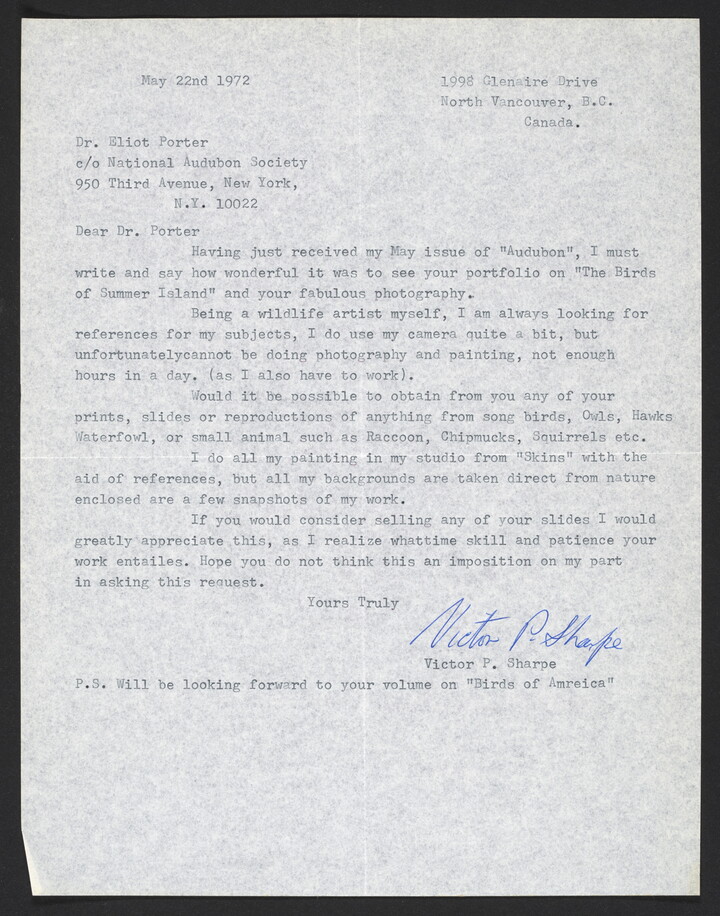 May 22nd 1972
1998 Glenaire Drive
North Vancouver, B.C.
Canada.
Dr. Eliot Porter
c/o National Audubon Society
950 Third Avenue, New York,
N.Y. 10022
Dear Dr. Porter
Having just received my May issue of "Audubon", I must
write and say how wonderful it was to see your portfolio on "The Birds
of Summer Island" and your fabulous photography.
Being a wildlife artist myself, I am always looking for
references for my subjects, I do use my camera quite a bit, but
unfortunatelycannot be doing photography and painting, not enough
hours in a day. (as I also have to work).
Would it be possible to obtain from you any of your
prints, slides or reproductions of anything from song birds, Owls, Hawks
Waterfowl, or small animal such as Raccoon, Chipmucks, Squirrels etc.
I do all my painting in my studio from "Skins" with the
aid of references, but all my backgrounds are taken direct from nature
enclosed are a few snapshots of my work.
If you would consider selling any of your slides I would
greatly appreciate this, as I realize whattime skill and patience your
work entailes. Hope you do not think this an imposition on my part
in asking this request.
Yours Truly
Victor P. Sharpe
Victor P. Sharpe
P.S. Will be looking forward to your volume on "Birds of Amreica"